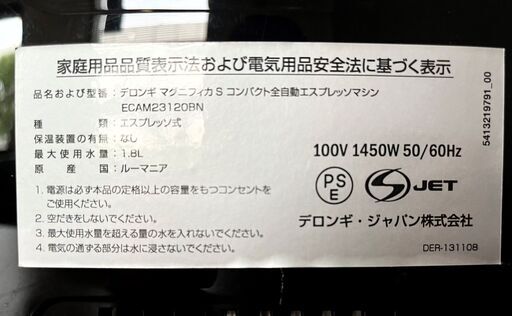 家庭用品品質表示法および電気用品安全法に基づく表示
品名および型番：デロンギ マグニフィカ S コンパクト全自動エスプレッソマシン
ECAM23120BN
種類：エスプレッソ式
保温装置の有無：なし
最大使用水量：1.8L
原産国：ルーマニア
1. 電源は必ず本品の定格以上の容量をもつコンセントを
ご使用ください。
2. 空だきをしないでください。
3. 最大使用水量を超える量の水を入れないでください。
4. 電気の通ずる部分は水に浸さないでください。
100V 1450W 50/60Hz
PS
E
S JET
デロンギ・ジャパン株式会社
DER-131108
5413219791_00